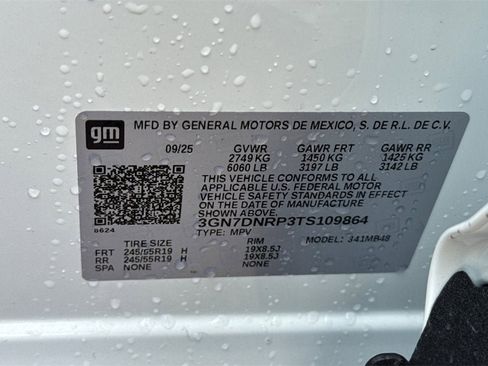 gm MFD BY GENERAL MOTORS DE MEXICO, S. DE R.L. DE C.V.
09/25 GVWR GAWR FRT GAWR RR
2749 KG 1450 KG 1425 KG
6060 LB 3197 LB 3142 LB
THIS VEHICLE CONFORMS TO ALL
APPLICABLE U.S. FEDERAL MOTOR
VEHICLE SAFETY STANDARDS IN EFFECT
ON THE DATE OF MANUFACTURE SHOWN ABOVE.
3GN7DNRP3TS109864
8624 TYPE: MPV MODEL: 341MB48
TIRE SIZE RIM
FRT 245/55R19 H 19X8.5J
RR 245/55R19 H 19X8.5J
SPA NONE NONE